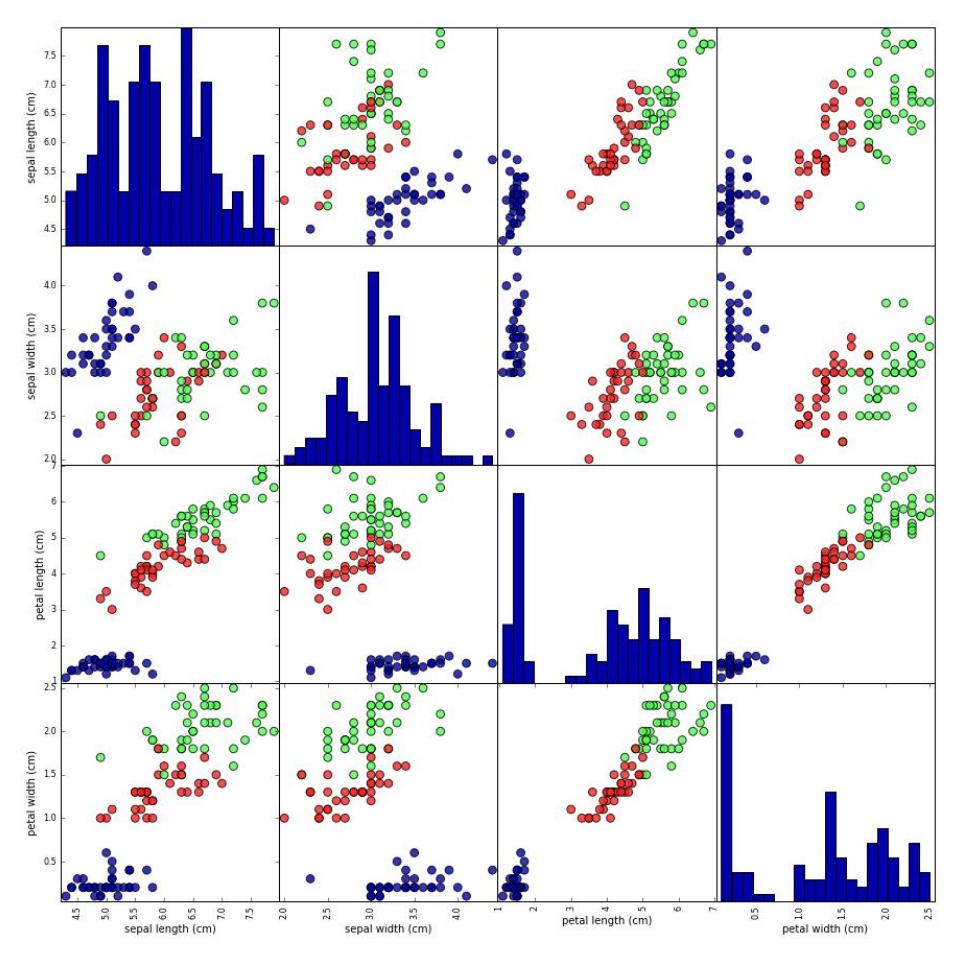 sepal length (cm)
7.5
7.0
6.5
6.0
5.5
5.0
4.5
sepal width (cm)
4.0
3.5
3.0
2.5
2.0
petal length (cm)
7
6
5
4
3
2
1
petal width (cm)
2.5
2.0
1.5
1.0
0.5
4.5 5.0 5.5 6.0 6.5 7.0 7.5
sepal length (cm)
2.0 2.5 3.0 3.5 4.0
sepal width (cm)
1 2 3 4 5 6 7
petal length (cm)
0.5 1.0 1.5 2.0 2.5
petal width (cm)